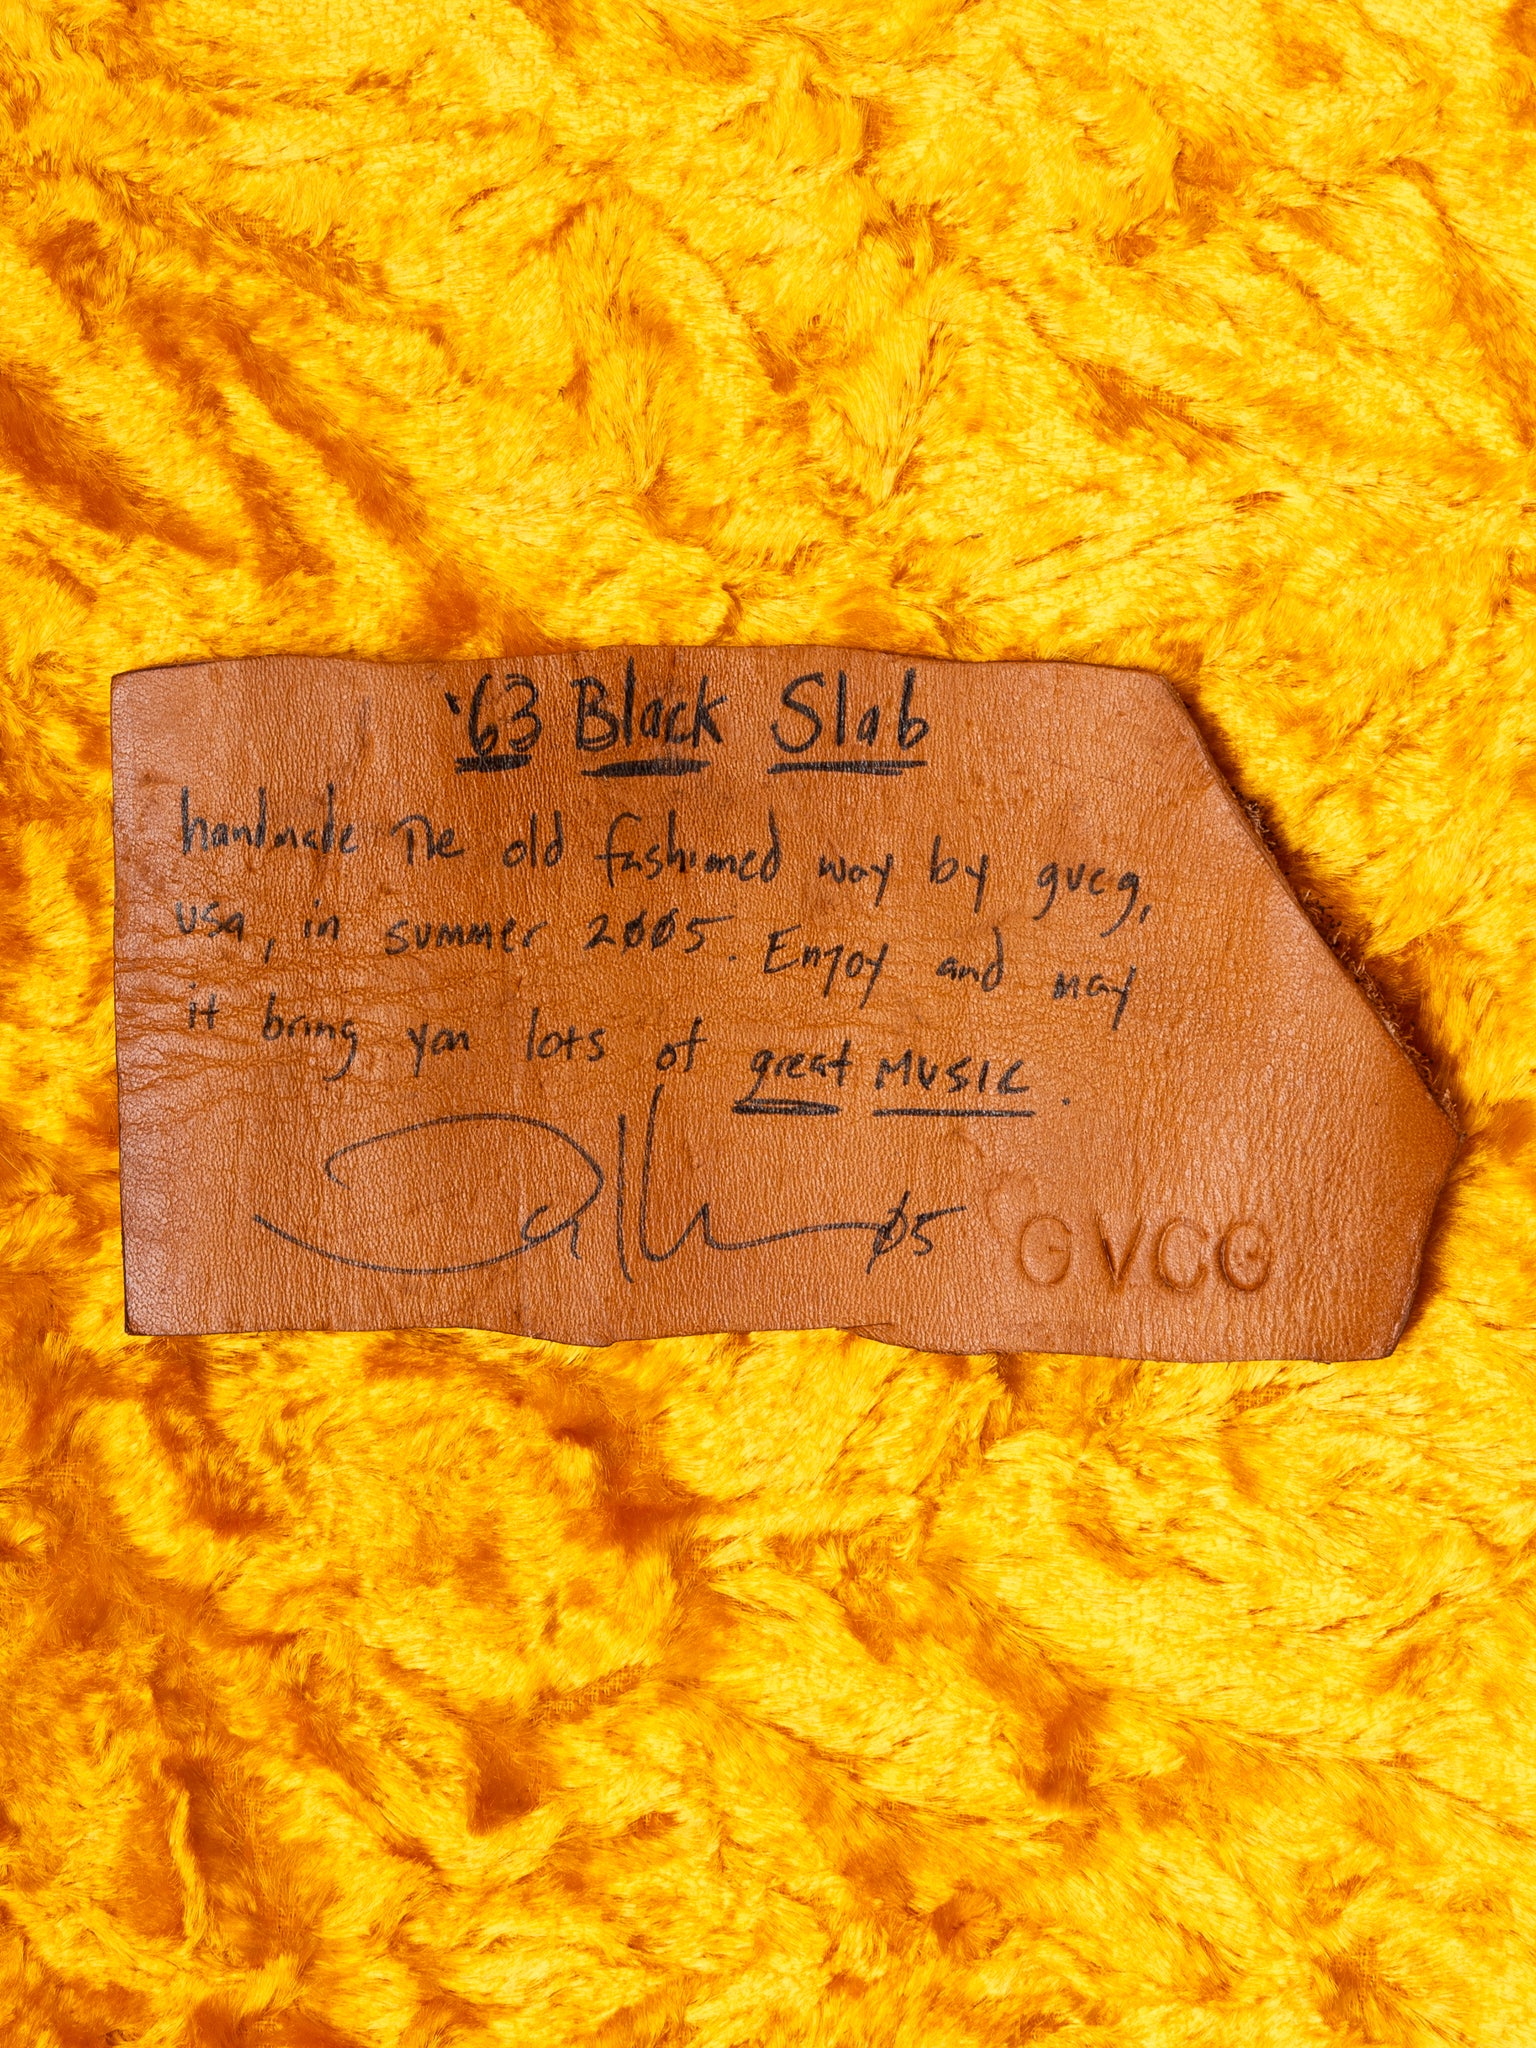 '63 Black Slab
handmade the old fashioned way by gvcg,
usa, in summer 2005. Enjoy and may
it bring you lots of great music.
05
GVCG